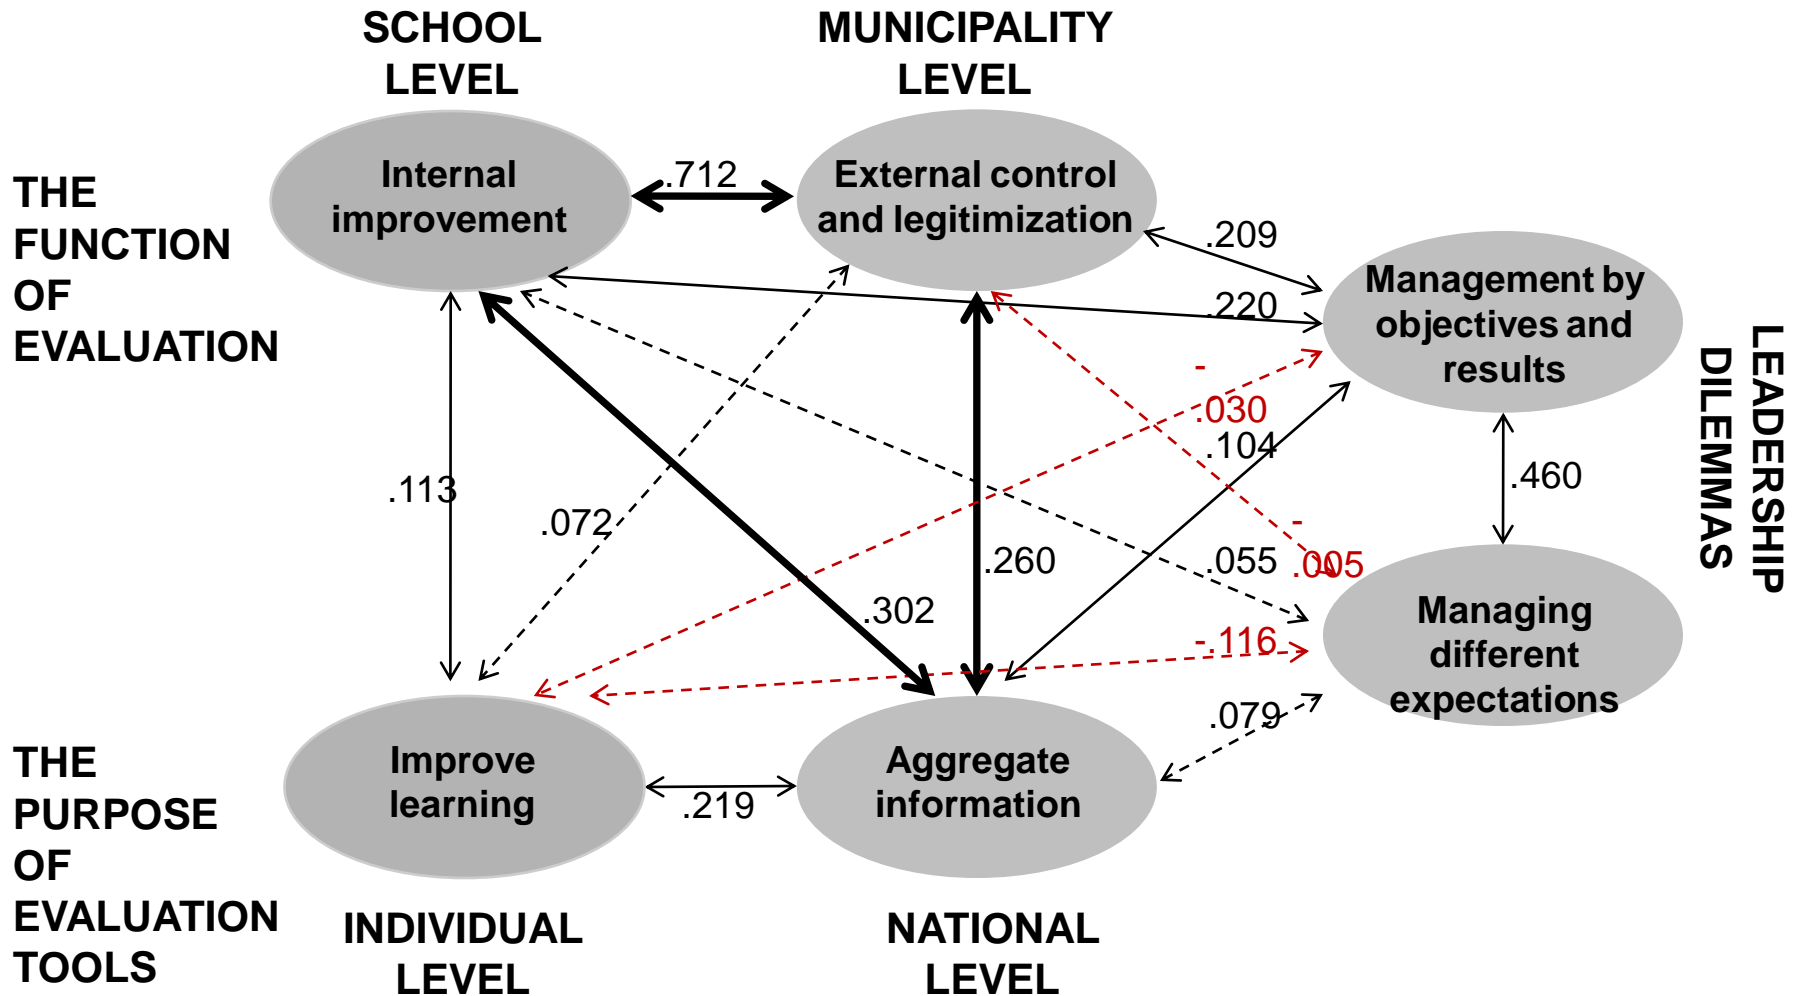 SCHOOL
LEVEL
MUNICIPALITY
LEVEL
THE
FUNCTION
OF
EVALUATION
Internal
improvement
.712
External control
and legitimization
.209
.220
Management by
objectives and
results
LEADERSHIP
DILEMMAS
-
.030
.104
.460
.113
.072
.260
.055
-
.005
.302
-.116
Managing
different
expectations
.079
THE
PURPOSE
OF
EVALUATION
TOOLS
Improve
learning
.219
Aggregate
information
INDIVIDUAL
LEVEL
NATIONAL
LEVEL